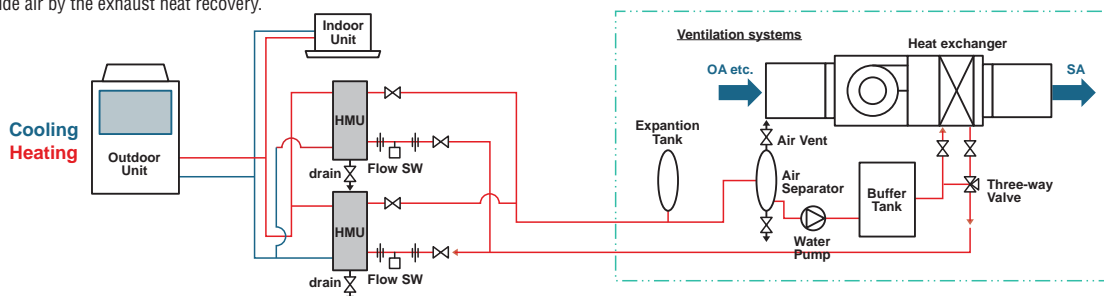 ide air by the exhaust heat recovery.
Indoor
Unit
Ventilation systems
Heat exchanger
OA etc.
SA
Cooling
Heating
Outdoor
Unit
HMU
Flow SW
drain
HMU
Flow SW
drain
Expantion
Tank
Air Vent
Air
Separator
Water
Pump
Buffer
Tank
Three-way
Valve